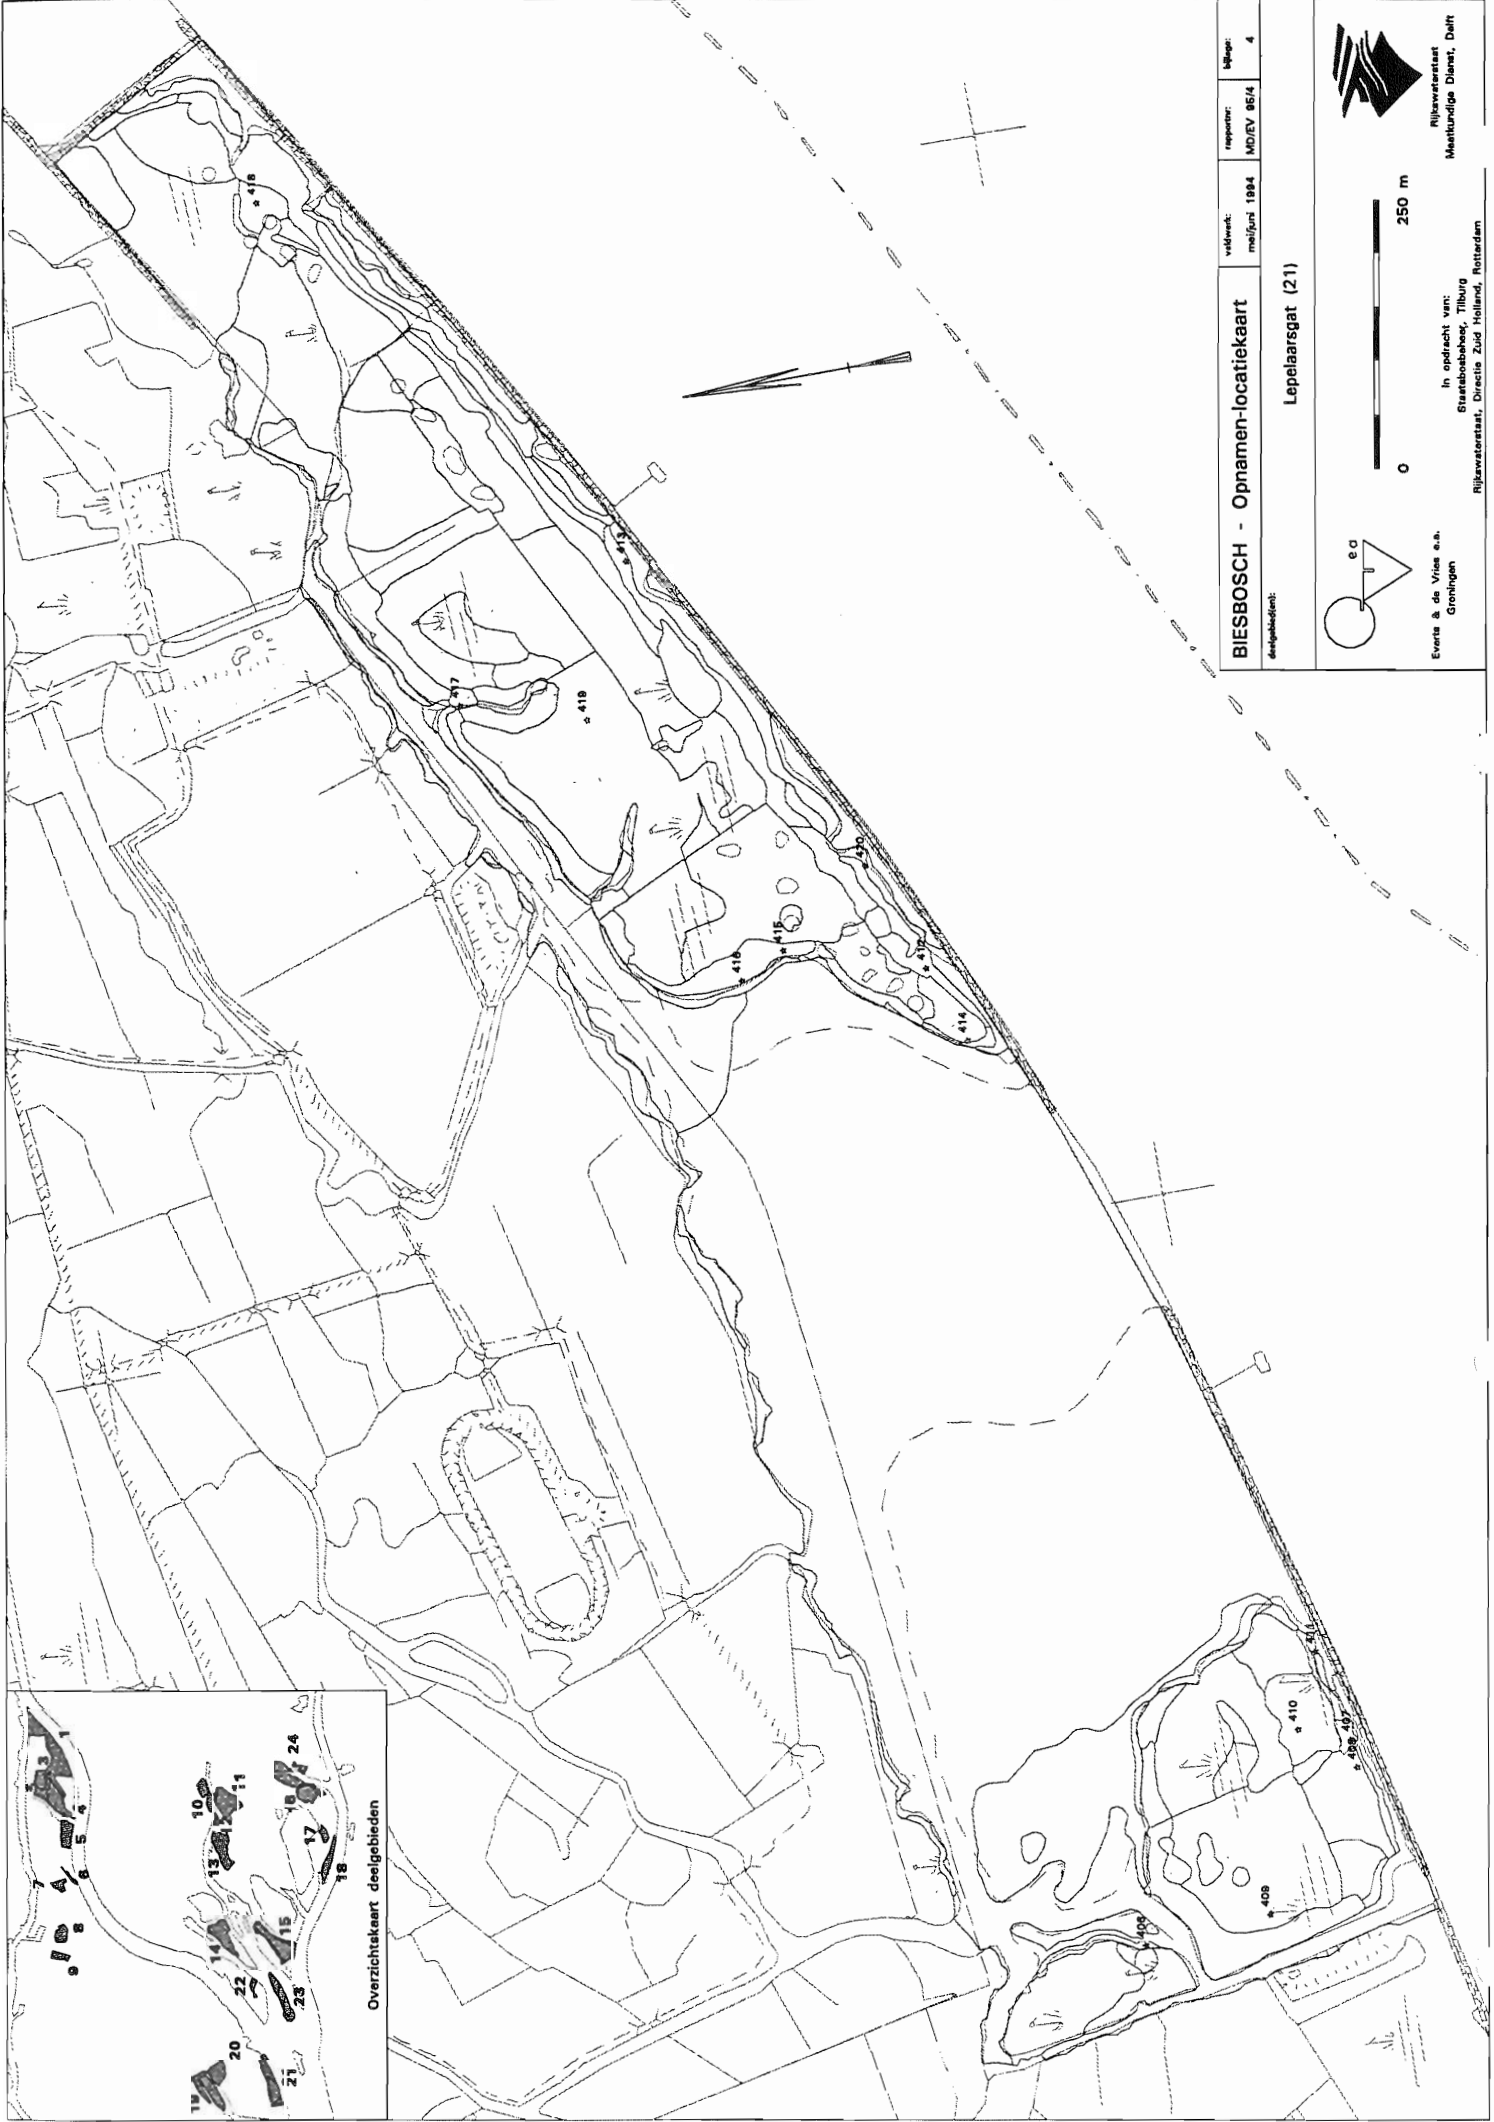 BIESBOSCH - Opnamen-locatiekaart
veldwerk:
mei/juni 1994
rapportnr:
MD/EV 95/4
bijlage:
4
deelgebied(en):
Lepelaarsgat (21)
e a
Everts & de Vries e.a.
Groningen
0
250 m
In opdracht van:
Staatsbosbeheer, Tilburg
Rijkswaterstaat, Directie Zuid Holland, Rotterdam
Rijkswaterstaat
Meetkundige Dienst, Delft
418
413
417
419
420
415
416
412
414
411
410
407
408
409
406
Overzichtskaart deelgebieden
1
3
4
5
6
7
8
9
10
11
12
13
14
15
17
18
20
21
22
23
24